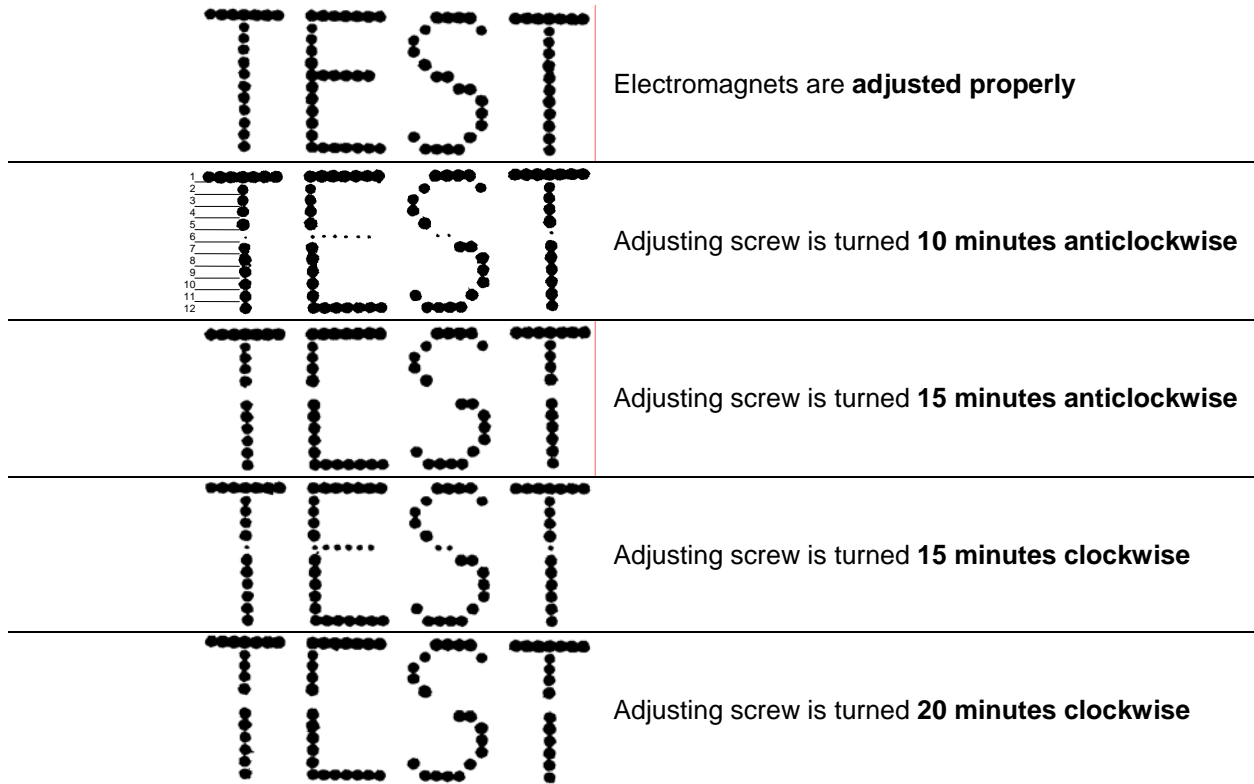 TEST
Electromagnets are adjusted properly
1
2
3
4
5
6
7
8
9
10
11
12
TEST
Adjusting screw is turned 10 minutes anticlockwise
TEST
Adjusting screw is turned 15 minutes anticlockwise
TEST
Adjusting screw is turned 15 minutes clockwise
TEST
Adjusting screw is turned 20 minutes clockwise